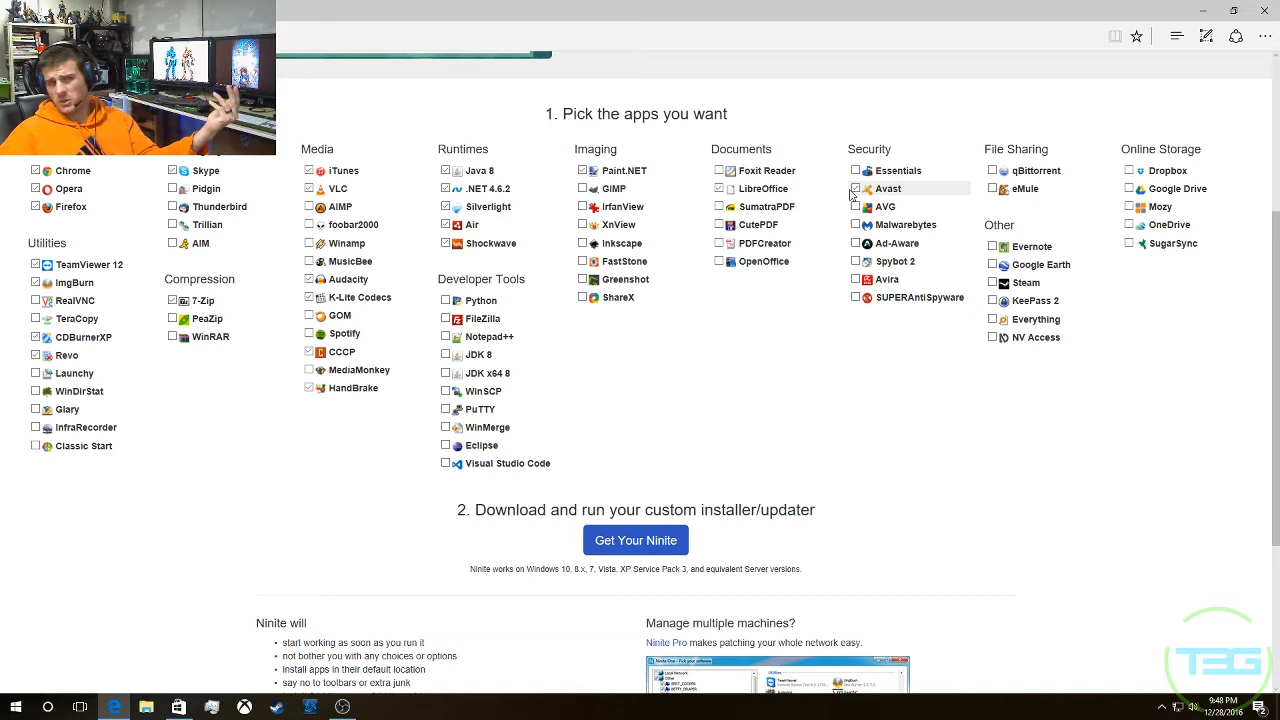 1. Pick the apps you want
Chrome
Opera
Firefox
Utilities
TeamViewer 12
ImgBurn
RealVNC
TeraCopy
CDBurnerXP
Revo
Launchy
WinDirStat
Glary
InfraRecorder
Classic Start
Skype
Pidgin
Thunderbird
Trillian
AIM
Compression
7-Zip
PeaZip
WinRAR
Media
iTunes
VLC
AIMP
foobar2000
Winamp
MusicBee
Audacity
K-Lite Codecs
GOM
Spotify
CCCP
MediaMonkey
HandBrake
Runtimes
Java 8
.NET 4.6.2
Silverlight
Air
Shockwave
Developer Tools
Python
FileZilla
Notepad++
JDK 8
JDK x64 8
WinSCP
PuTTY
WinMerge
Eclipse
Visual Studio Code
Imaging
Paint.NET
GIMP
IrfanView
XnView
Inkscape
FastStone
Greenshot
ShareX
Documents
Foxit Reader
LibreOffice
SumatraPDF
CutePDF
PDFCreator
OpenOffice
Security
Essentials
Avast
AVG
Malwarebytes
Ad-Aware
Spybot 2
Avira
SUPERAntiSpyware
File Sharing
qBittorrent
eMule
Other
Evernote
Google Earth
Steam
KeePass 2
Everything
NV Access
Online Storage
Dropbox
Google Drive
Mozy
OneDrive
SugarSync
2. Download and run your custom installer/updater
Get Your Ninite
Ninite works on Windows 10, 8.x, 7, Vista, XP Service Pack 3, and equivalent Server versions.
Ninite will
• start working as soon as you run it
• not bother you with any choices or options
• install apps in their default location
• say no to toolbars or extra junk
Manage multiple machines?
Ninite Pro makes patching your whole network easy.
9:48 PM
12/28/2016